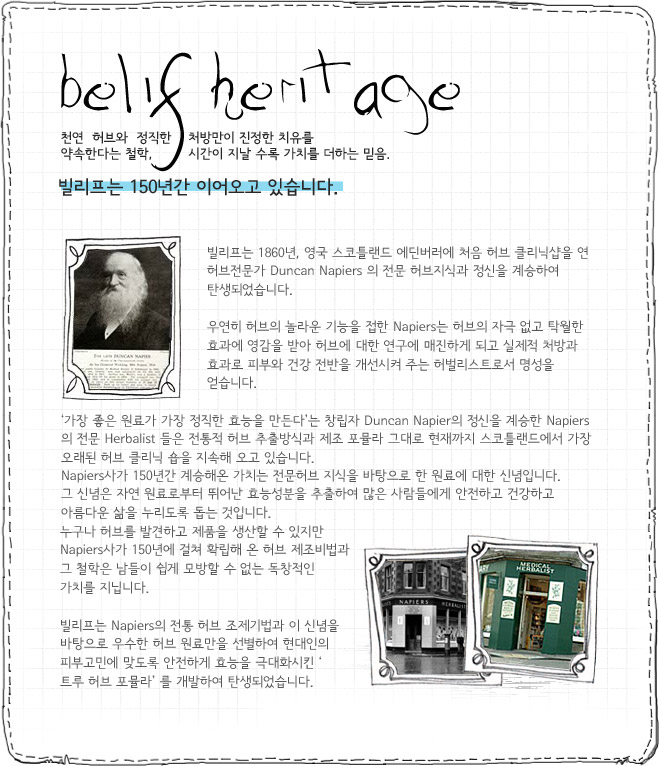 belif heritage
천연 허브와 정직한 처방만이 진정한 치유를
약속한다는 철학, 시간이 지날 수록 가치를 더하는 믿음.
빌리프는 150년간 이어오고 있습니다.
빌리프는 1860년, 영국 스코틀랜드 에딘버러에 처음 허브 클리닉샵을 연
허브전문가 Duncan Napiers 의 전문 허브지식과 정신을 계승하여
탄생되었습니다.
우연히 허브의 놀라운 기능을 접한 Napiers는 허브의 자극 없고 탁월한
효과에 영감을 받아 허브에 대한 연구에 매진하게 되고 실제적 처방과
효과로 피부와 건강 전반을 개선시켜 주는 허벌리스트로서 명성을
얻습니다.
THE LATE DUNCAN NAPIER
‘가장 좋은 원료가 가장 정직한 효능을 만든다’는 창립자 Duncan Napier의 정신을 계승한 Napiers
의 전문 Herbalist 들은 전통적 허브 추출방식과 제조 포뮬라 그대로 현재까지 스코틀랜드에서 가장
오래된 허브 클리닉 숍을 지속해 오고 있습니다.
Napiers사가 150년간 계승해온 가치는 전문허브 지식을 바탕으로 한 원료에 대한 신념입니다.
그 신념은 자연 원료로부터 뛰어난 효능성분을 추출하여 많은 사람들에게 안전하고 건강하고
아름다운 삶을 누리도록 돕는 것입니다.
누구나 허브를 발견하고 제품을 생산할 수 있지만
Napiers사가 150년에 걸쳐 확립해 온 허브 제조비법과
그 철학은 남들이 쉽게 모방할 수 없는 독창적인
가치를 지닙니다.
빌리프는 Napiers의 전통 허브 조제기법과 이 신념을
바탕으로 우수한 허브 원료만을 선별하여 현대인의
피부고민에 맞도록 안전하게 효능을 극대화시킨 ‘
트루 허브 포뮬라’ 를 개발하여 탄생되었습니다.
NAPIERS HERBALIS
ARY MEDICAL
HERBALIST